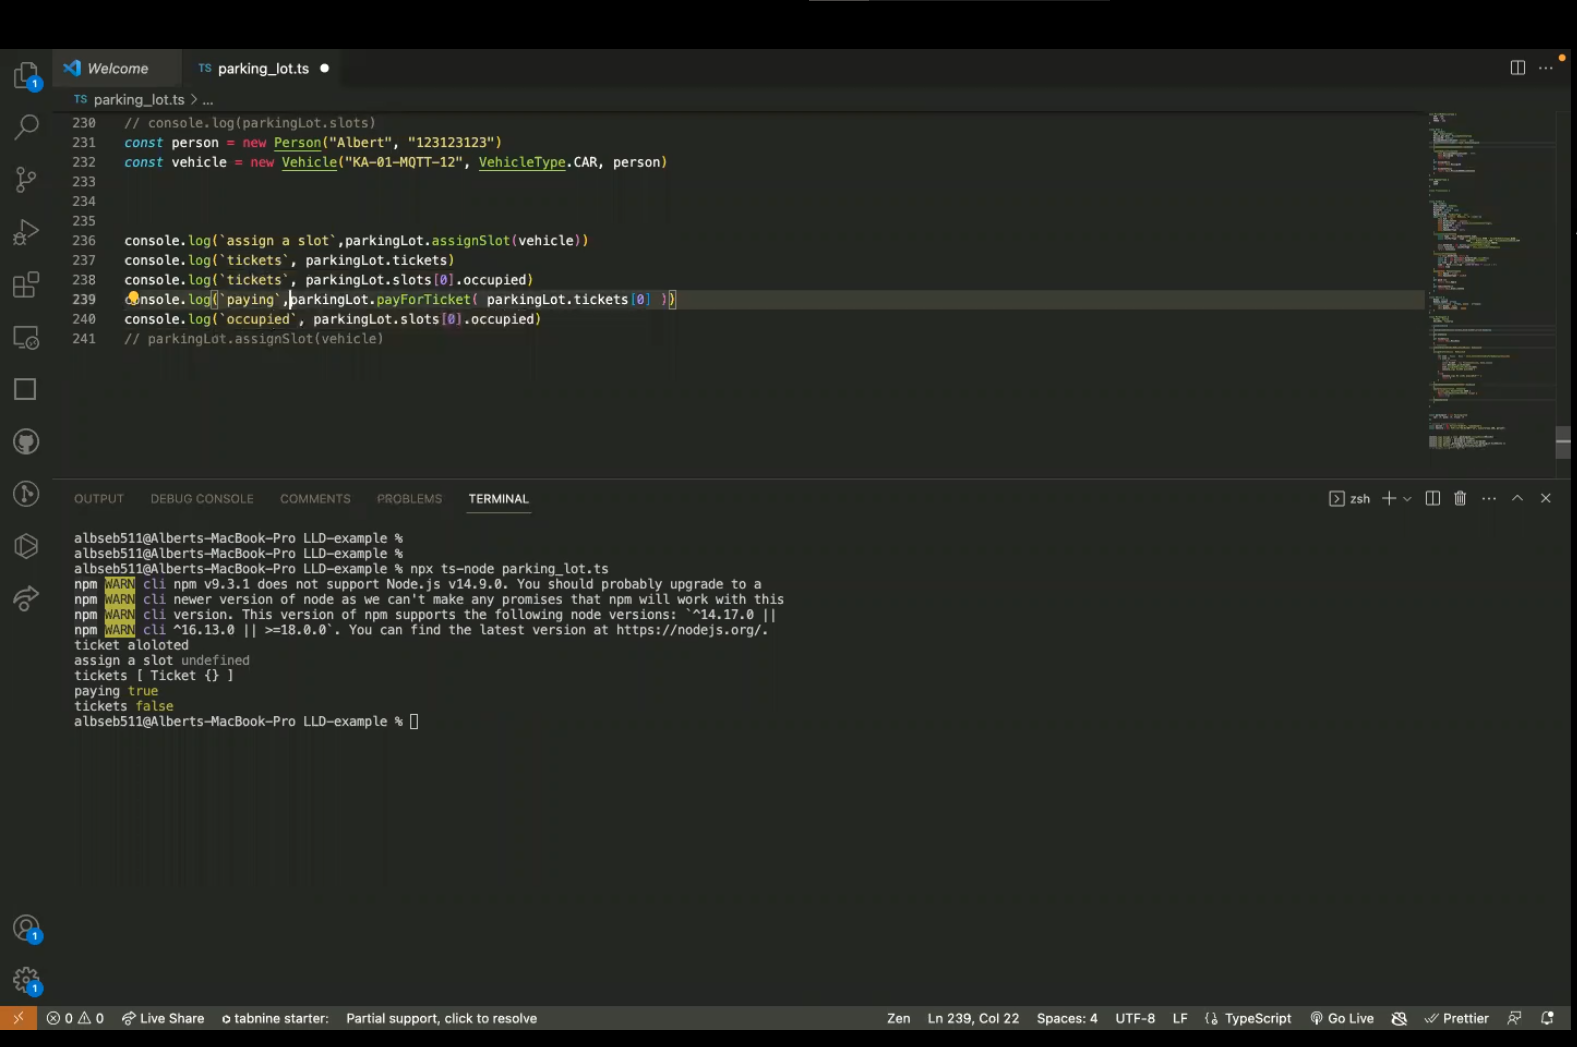 Welcome
TS parking_lot.ts
TS parking_lot.ts > ...
230 // console.log(parkingLot.slots)
231 const person = new Person("Albert", "123123123")
232 const vehicle = new Vehicle("KA-01-MQTT-12", VehicleType.CAR, person)
233
234
235
236 console.log(`assign a slot`,parkingLot.assignSlot(vehicle))
237 console.log(`tickets`, parkingLot.tickets)
238 console.log(`tickets`, parkingLot.slots[0].occupied)
239 console.log(`paying`,parkingLot.payForTicket( parkingLot.tickets[0] ))
240 console.log(`occupied`, parkingLot.slots[0].occupied)
241 // parkingLot.assignSlot(vehicle)
1
OUTPUT DEBUG CONSOLE COMMENTS PROBLEMS TERMINAL
zsh
albseb511@Alberts-MacBook-Pro LLD-example %
albseb511@Alberts-MacBook-Pro LLD-example %
albseb511@Alberts-MacBook-Pro LLD-example % npx ts-node parking_lot.ts
npm WARN cli npm v9.3.1 does not support Node.js v14.9.0. You should probably upgrade to a
npm WARN cli newer version of node as we can't make any promises that npm will work with this
npm WARN cli version. This version of npm supports the following node versions: `^14.17.0 ||
npm WARN cli ^16.13.0 || >=18.0.0`. You can find the latest version at https://nodejs.org/.
ticket aloloted
assign a slot undefined
tickets [ Ticket {} ]
paying true
tickets false
albseb511@Alberts-MacBook-Pro LLD-example %
1
1
0 0 Live Share tabnine starter: Partial support, click to resolve
Zen Ln 239, Col 22 Spaces: 4 UTF-8 LF TypeScript Go Live Prettier